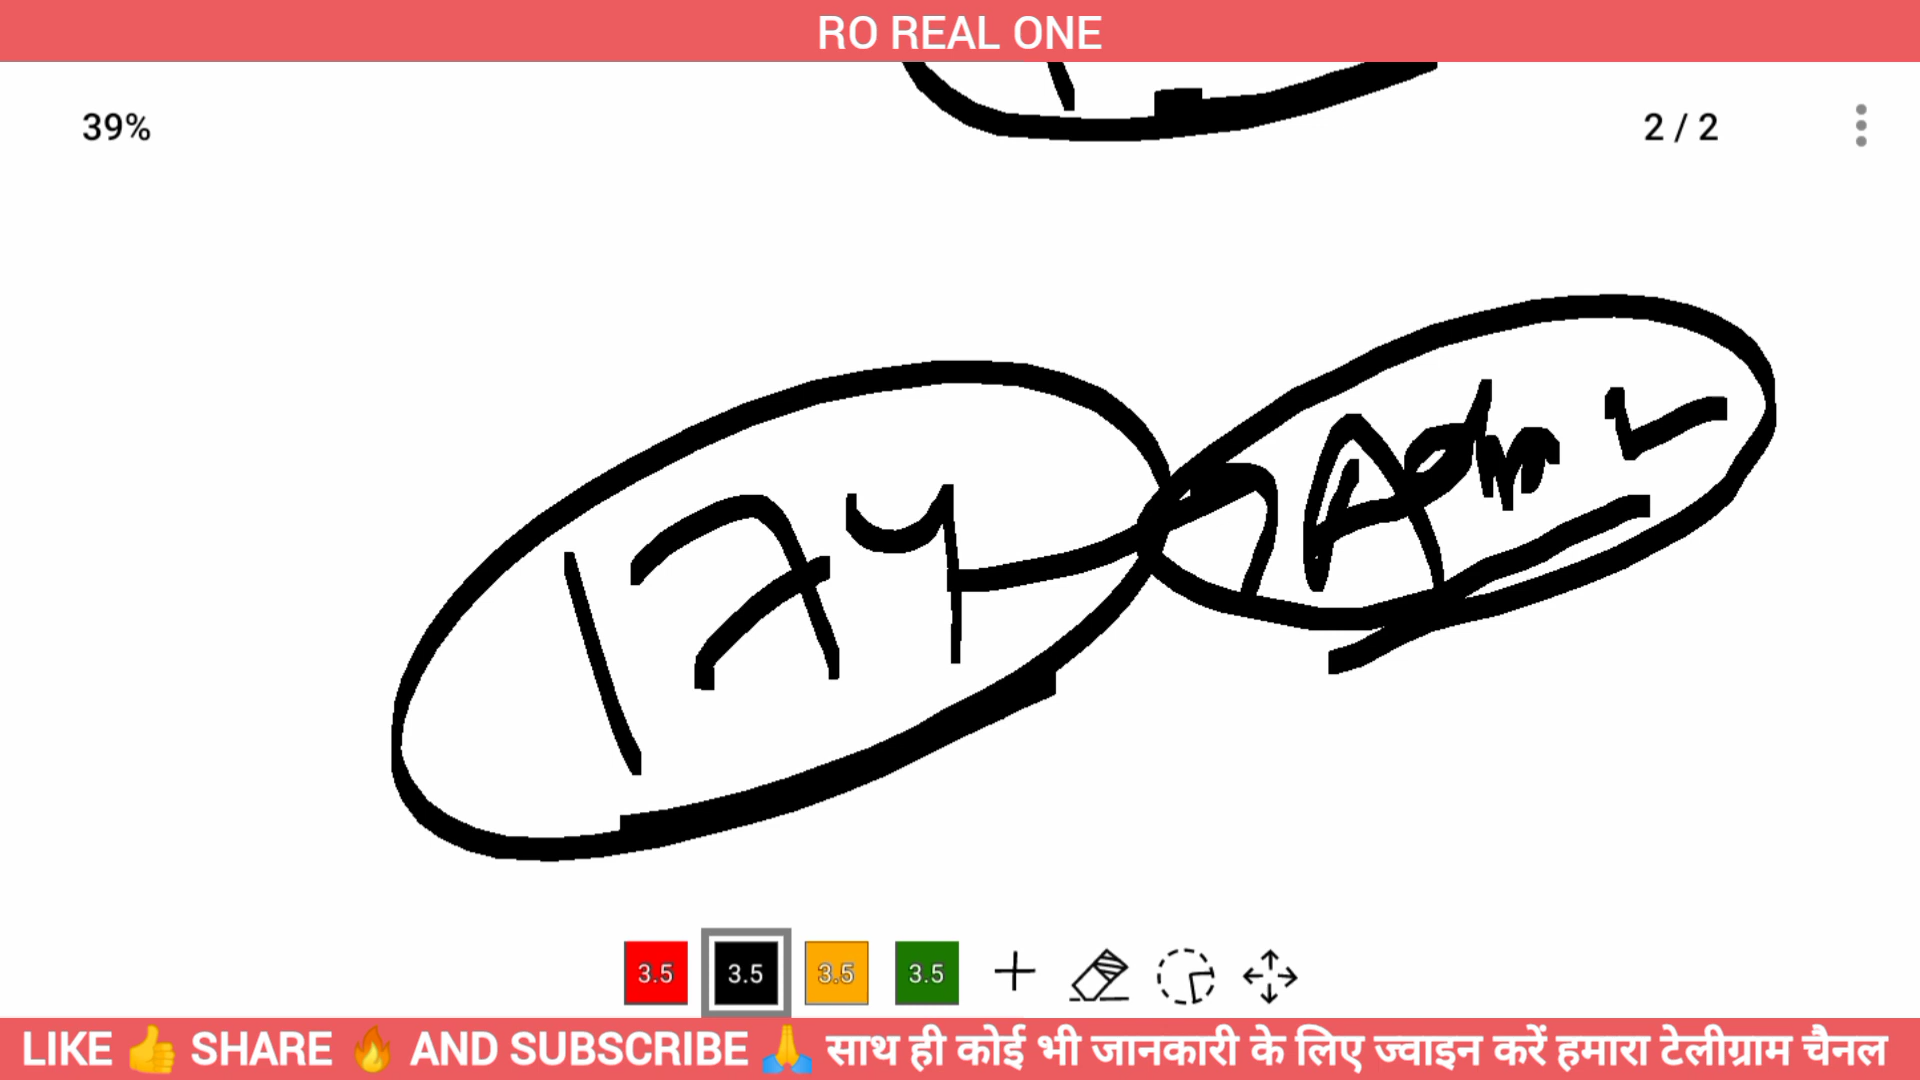 RO REAL ONE
39%
2 / 2
174 Adm
3.5 3.5 3.5 3.5
LIKE 👍 SHARE 🔥 AND SUBSCRIBE 🙏 साथ ही कोई भी जानकारी के लिए ज्वाइन करें हमारा टेलीग्राम चैनल